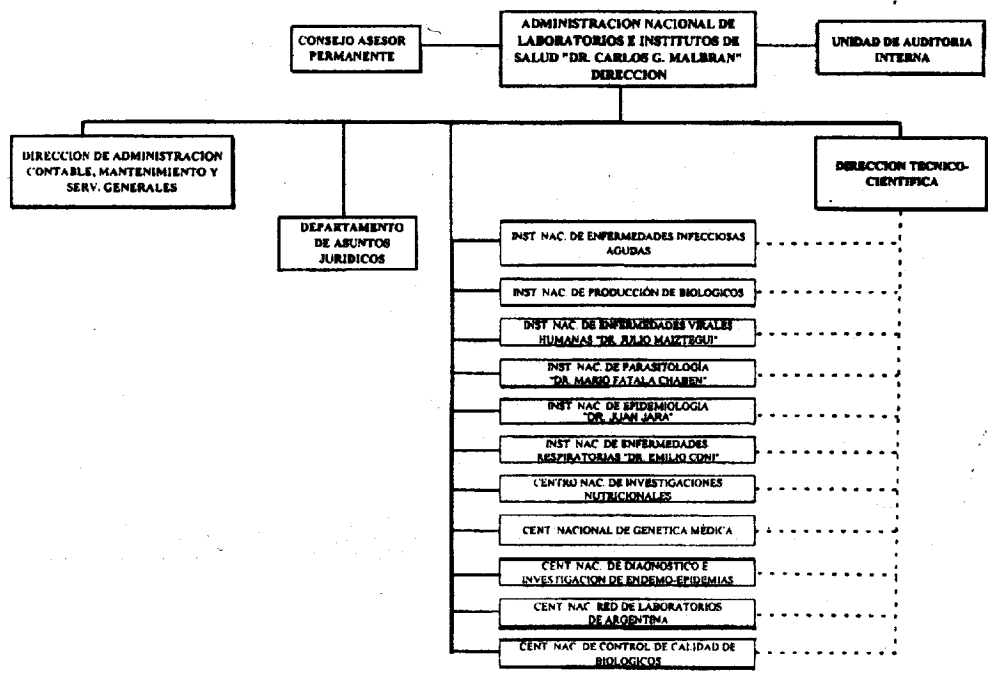 ADMINISTRACION NACIONAL DE
LABORATORIOS E INSTITUTOS DE
SALUD "DR. CARLOS G. MALBRAN"
DIRECCION
CONSEJO ASESOR
PERMANENTE
UNIDAD DE AUDITORIA
INTERNA
DIRECCION DE ADMINISTRACION
CONTABLE, MANTENIMIENTO Y
SERV. GENERALES
DIRECCION TECNICO-
CIENTIFICA
DEPARTAMENTO
DE ASUNTOS
JURIDICOS
INST NAC. DE ENFERMEDADES INFECCIOSAS
AGUDAS
INST NAC. DE PRODUCCIÓN DE BIOLOGICOS
INST NAC. DE ENFERMEDADES VIRALES
HUMANAS "DR. JULIO MAIZTEGUI"
INST NAC. DE PARASITOLOGÍA
"DR. MARIO FATALA CHABEN"
INST NAC DE EPIDEMIOLOGIA
"DR. JUAN JARA"
INST NAC DE ENFERMEDADES
RESPIRATORIAS "DR. EMILIO CONI"
CENTRO NAC. DE INVESTIGACIONES
NUTRICIONALES
CENT NACIONAL DE GENETICA MÉDICA
CENT NAC. DE DIAGNOSTICO E
INVESTIGACION DE ENDEMO-EPIDEMIAS
CENT NAC RED DE LABORATORIOS
DE ARGENTINA
CENT NAC DE CONTROL DE CALIDAD DE
BIOLOGICOS